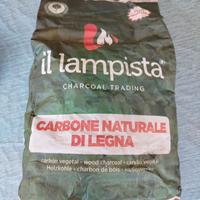 il lampista
CHARCOAL TRADING
CARBONE NATURALE
DI LEGNA
carbón vegetal - wood charcoal - carvão vegetal
Holzkohle - charbon de bois -